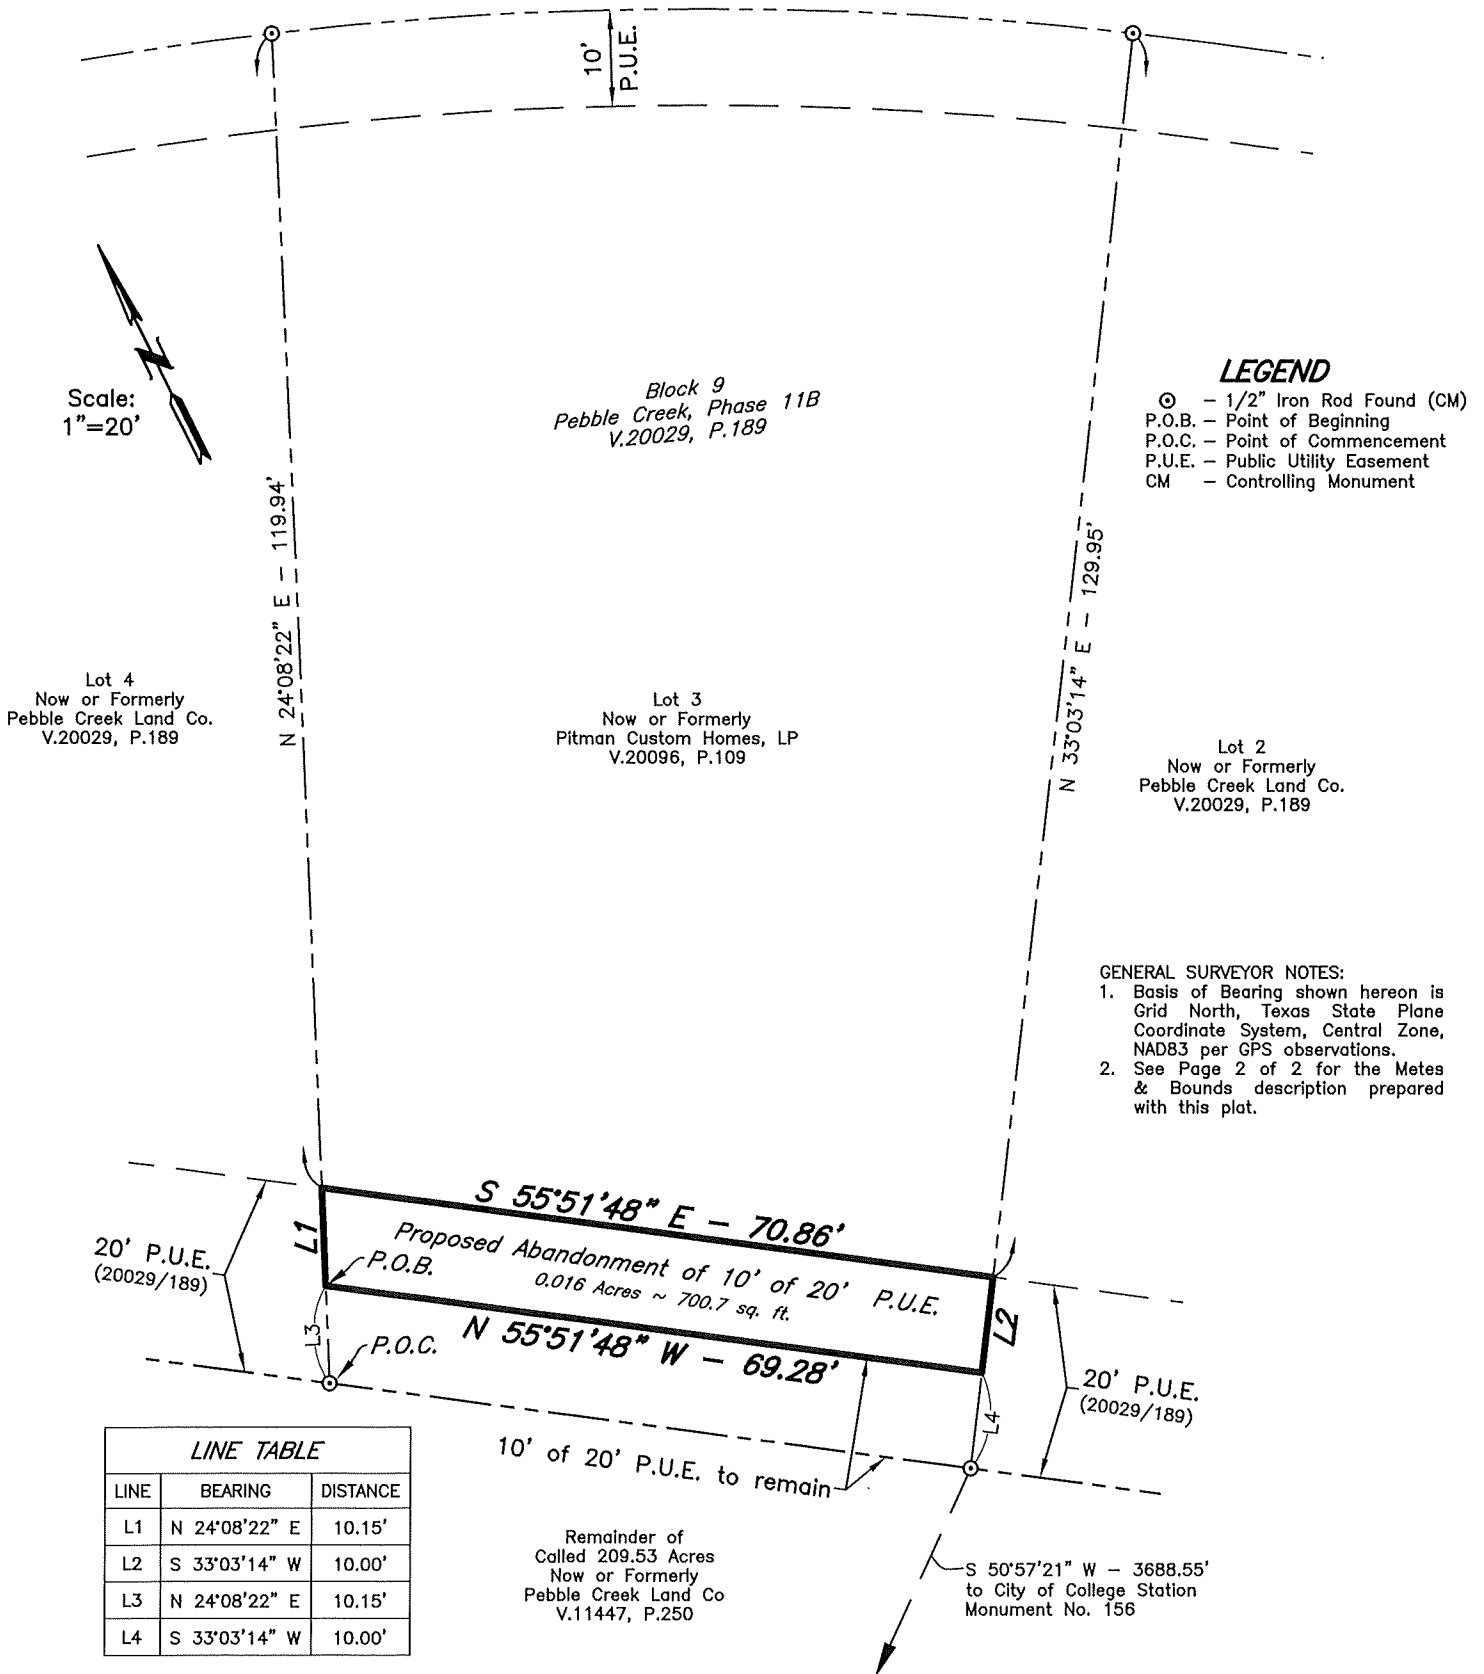 10'
P.U.E.
Scale:
1"=20'
Block 9
Pebble Creek, Phase 11B
V.20029, P.189
LEGEND
– 1/2" Iron Rod Found (CM)
P.O.B. – Point of Beginning
P.O.C. – Point of Commencement
P.U.E. – Public Utility Easement
CM – Controlling Monument
N 24°08'22" E – 119.94'
N 33°03'14" E – 129.95'
Lot 4
Now or Formerly
Pebble Creek Land Co.
V.20029, P.189
Lot 3
Now or Formerly
Pitman Custom Homes, LP
V.20096, P.109
Lot 2
Now or Formerly
Pebble Creek Land Co.
V.20029, P.189
GENERAL SURVEYOR NOTES:
1. Basis of Bearing shown hereon is
Grid North, Texas State Plane
Coordinate System, Central Zone,
NAD83 per GPS observations.
2. See Page 2 of 2 for the Metes
& Bounds description prepared
with this plat.
S 55°51'48" E – 70.86'
L1
Proposed Abandonment of 10' of 20' P.U.E.
0.016 Acres ~ 700.7 sq. ft.
P.O.B.
20' P.U.E.
(20029/189)
L2
N 55°51'48" W – 69.28'
L3
P.O.C.
20' P.U.E.
(20029/189)
L4
10' of 20' P.U.E. to remain
LINE TABLE
LINE BEARING DISTANCE
L1 N 24°08'22" E 10.15'
L2 S 33°03'14" W 10.00'
L3 N 24°08'22" E 10.15'
L4 S 33°03'14" W 10.00'
Remainder of
Called 209.53 Acres
Now or Formerly
Pebble Creek Land Co
V.11447, P.250
S 50°57'21" W – 3688.55'
to City of College Station
Monument No. 156